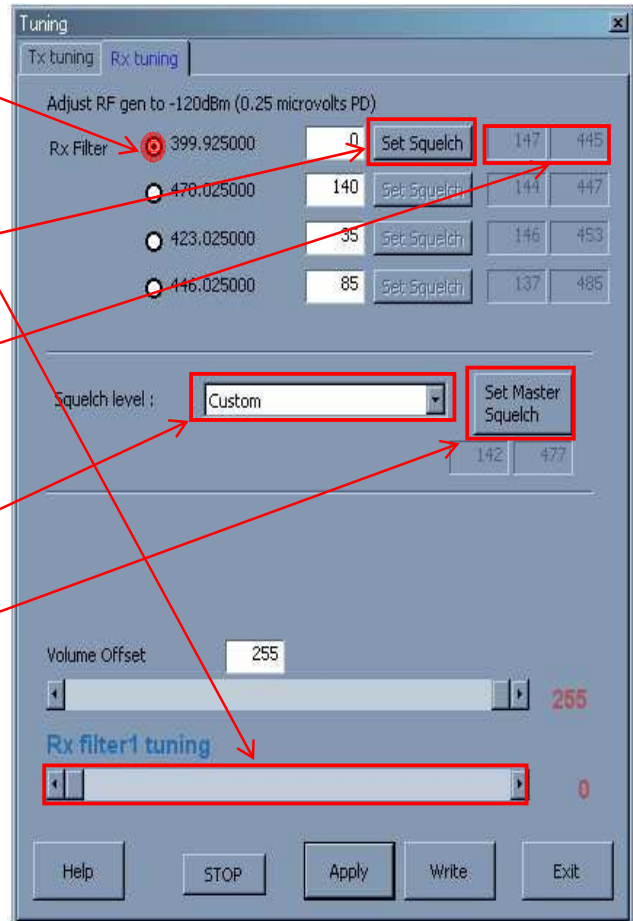 Tuning
Tx tuning Rx tuning
Adjust RF gen to -120dBm (0.25 microvolts PD)
Rx Filter 399.925000 0 Set Squelch 147 445
478.025000 140 Set Squelch 144 447
423.025000 35 Set Squelch 146 453
446.025000 85 Set Squelch 137 485
Squelch level : Custom Set Master
Squelch
142 477
Volume Offset 255
255
Rx filter1 tuning
0
Help STOP Apply Write Exit